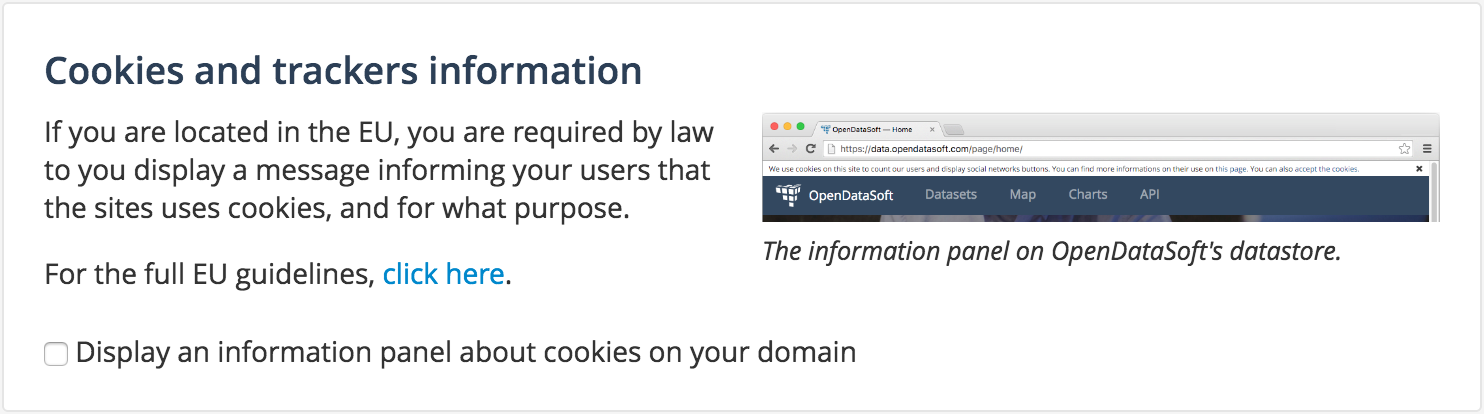 Cookies and trackers information
If you are located in the EU, you are required by law
to you display a message informing your users that
the sites uses cookies, and for what purpose.
For the full EU guidelines, click here.
OpenDataSoft — Home
https://data.opendatasoft.com/page/home/
We use cookies on this site to count our users and display social networks buttons. You can find more informations on their use on this page. You can also accept the cookies.
OpenDataSoft Datasets Map Charts API
The information panel on OpenDataSoft's datastore.
Display an information panel about cookies on your domain